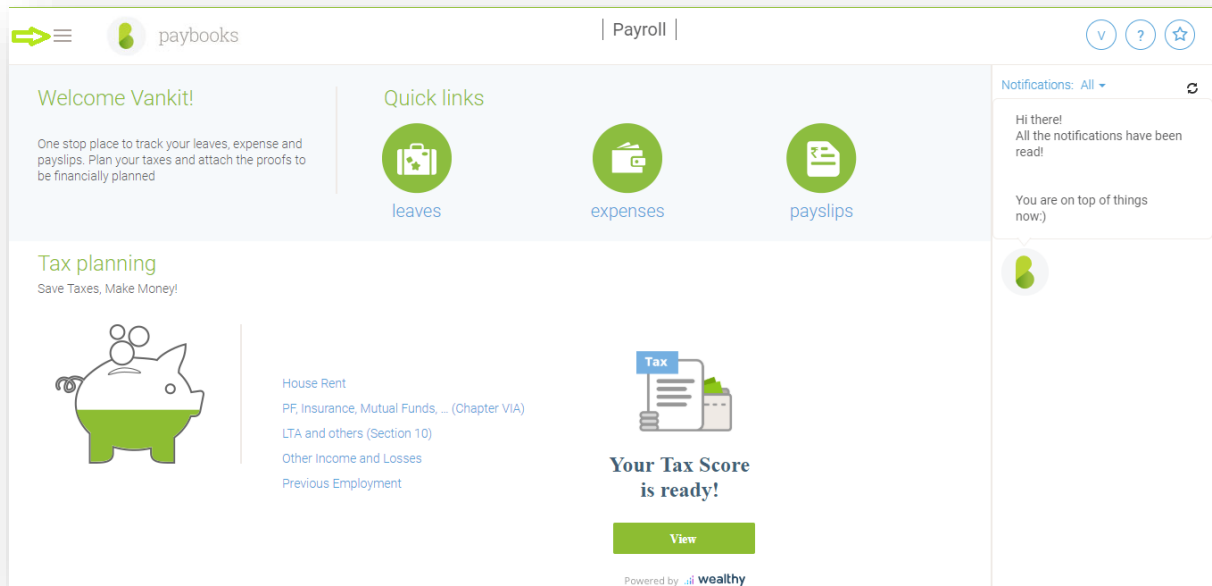 paybooks
| Payroll |
V
?
Welcome Vankit!
One stop place to track your leaves, expense and
payslips. Plan your taxes and attach the proofs to
be financially planned
Quick links
leaves
expenses
₹
payslips
Notifications: All
Hi there!
All the notifications have been
read!
You are on top of things
now:)
Tax planning
Save Taxes, Make Money!
House Rent
PF, Insurance, Mutual Funds, ... (Chapter VIA)
LTA and others (Section 10)
Other Income and Losses
Previous Employment
Tax
Your Tax Score
is ready!
View
Powered by wealthy